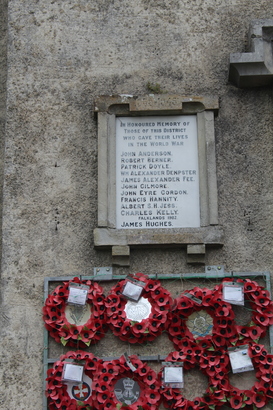 IN HONOURED MEMORY OF
THOSE OF THIS DISTRICT
WHO GAVE THEIR LIVES
IN THE WORLD WAR
JOHN ANDERSON.
ROBERT BERNER.
PATRICK DOYLE.
WM ALEXANDER DEMPSTER
JAMES ALEXANDER FEE.
JOHN GILMORE.
JOHN EYRE GORDON.
FRANCIS HANNITY.
ALBERT S.H. JEBB.
CHARLES KELLY.
FALKLANDS 1982
JAMES HUGHES.